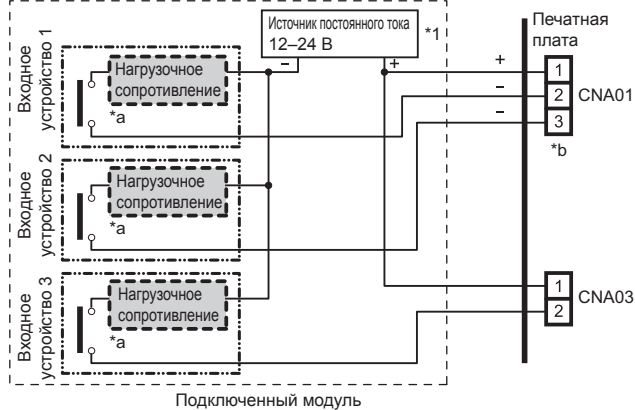 Источник постоянного тока
12–24 В
*1
– +
Печатная
плата
Входное
устройство 1
Нагрузочное
сопротивление
*a
+
–
–
1
2
3
CNA01
*b
Входное
устройство 2
Нагрузочное
сопротивление
*a
Входное
устройство 3
Нагрузочное
сопротивление
*a
1
2
CNA03
Подключенный модуль